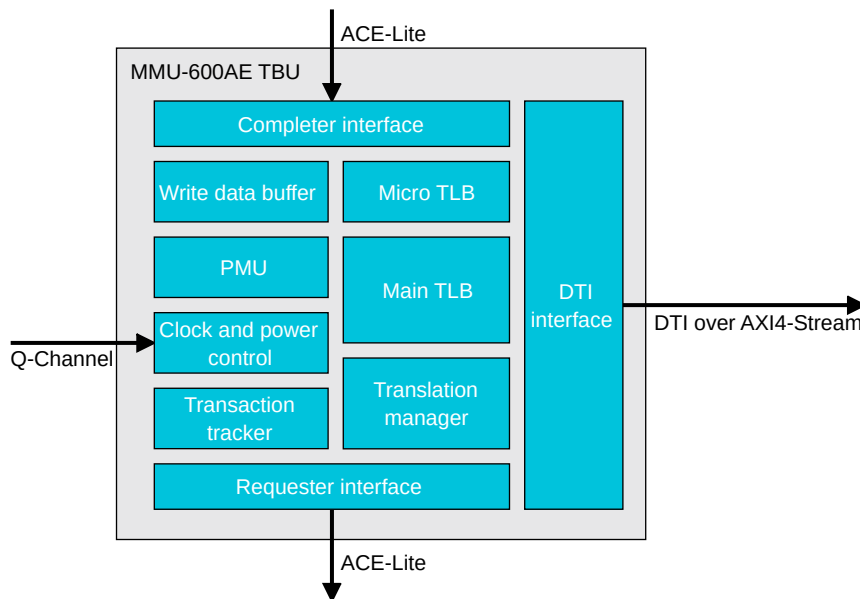 ACE-Lite
MMU-600AE TBU
Completer interface
Write data buffer
Micro TLB
PMU
Main TLB
DTI
interface
DTI over AXI4-Stream
Q-Channel
Clock and power
control
Translation
manager
Transaction
tracker
Requester interface
ACE-Lite